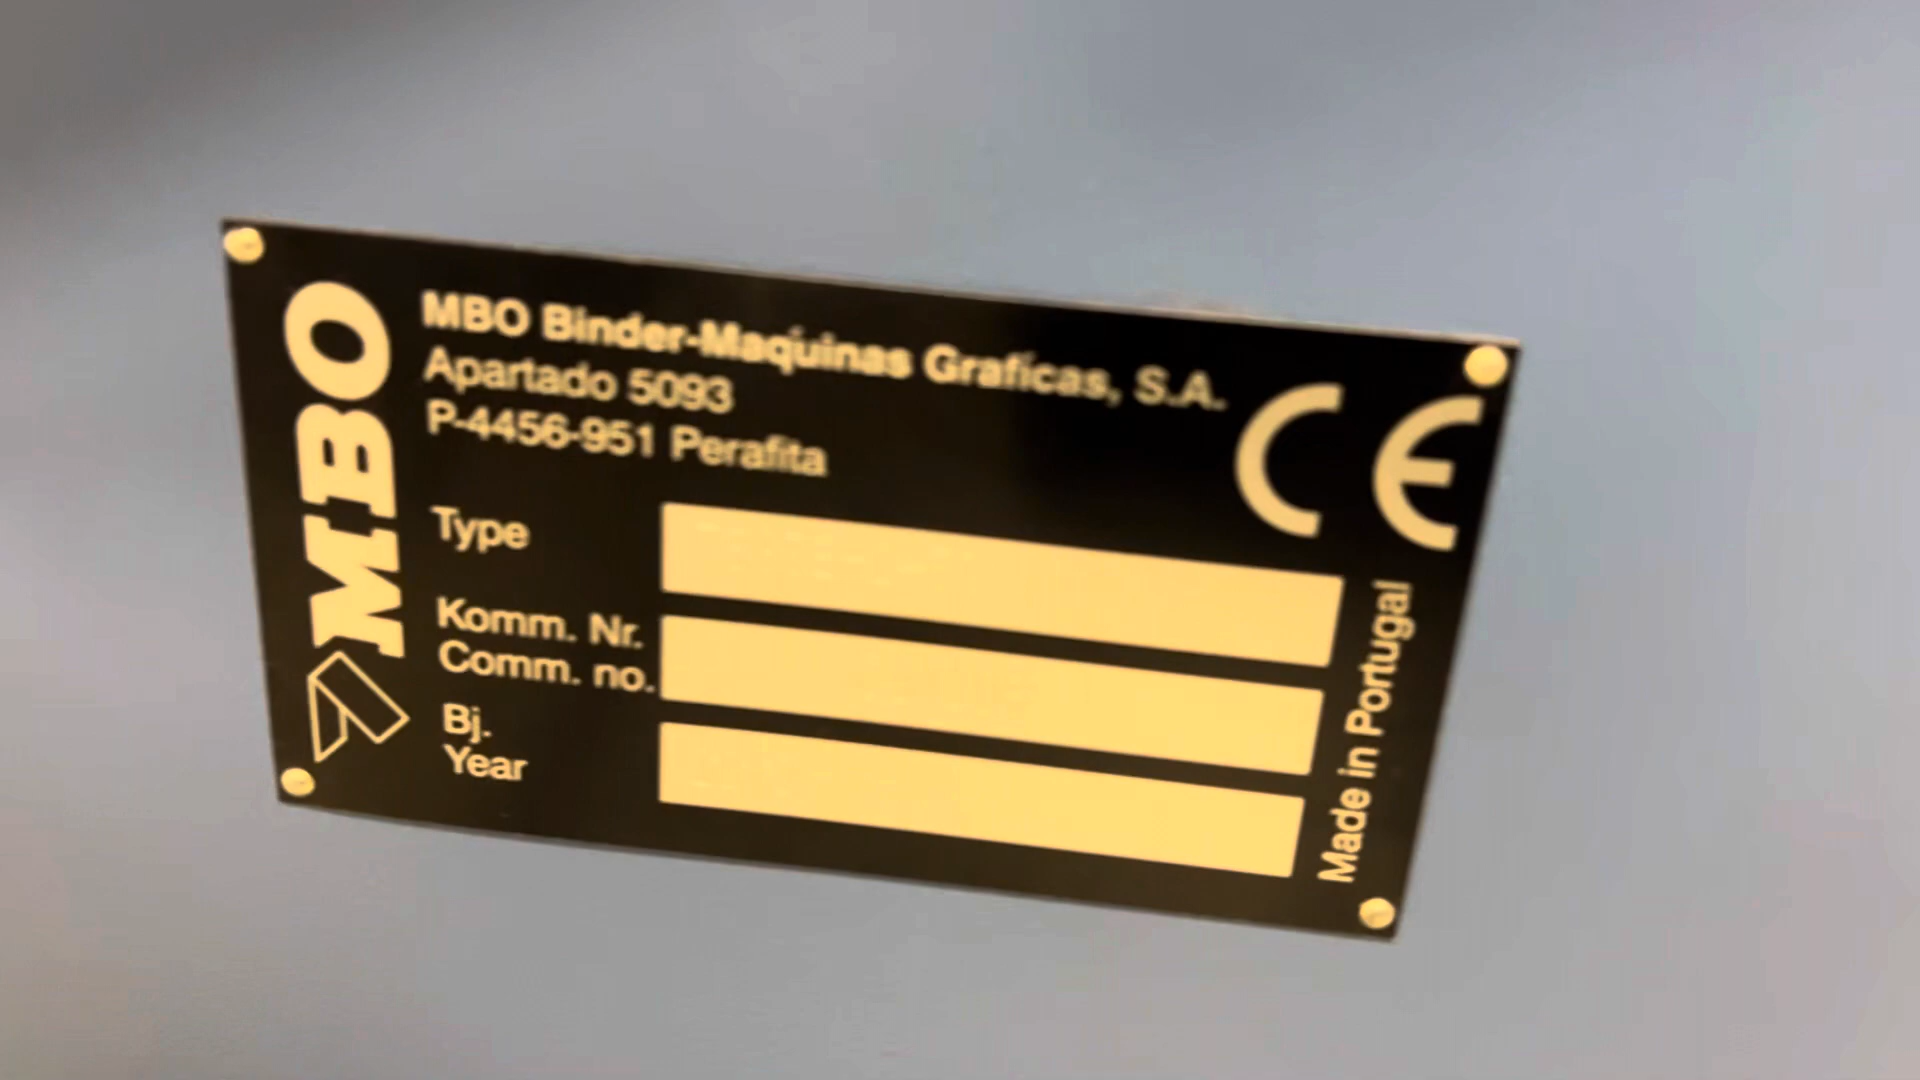 MBO
MBO Binder-Maquinas Graficas, S.A.
Apartado 5093
P-4456-951 Perafita
CE
Type
Komm. Nr.
Comm. no.
Bj.
Year
Made in Portugal